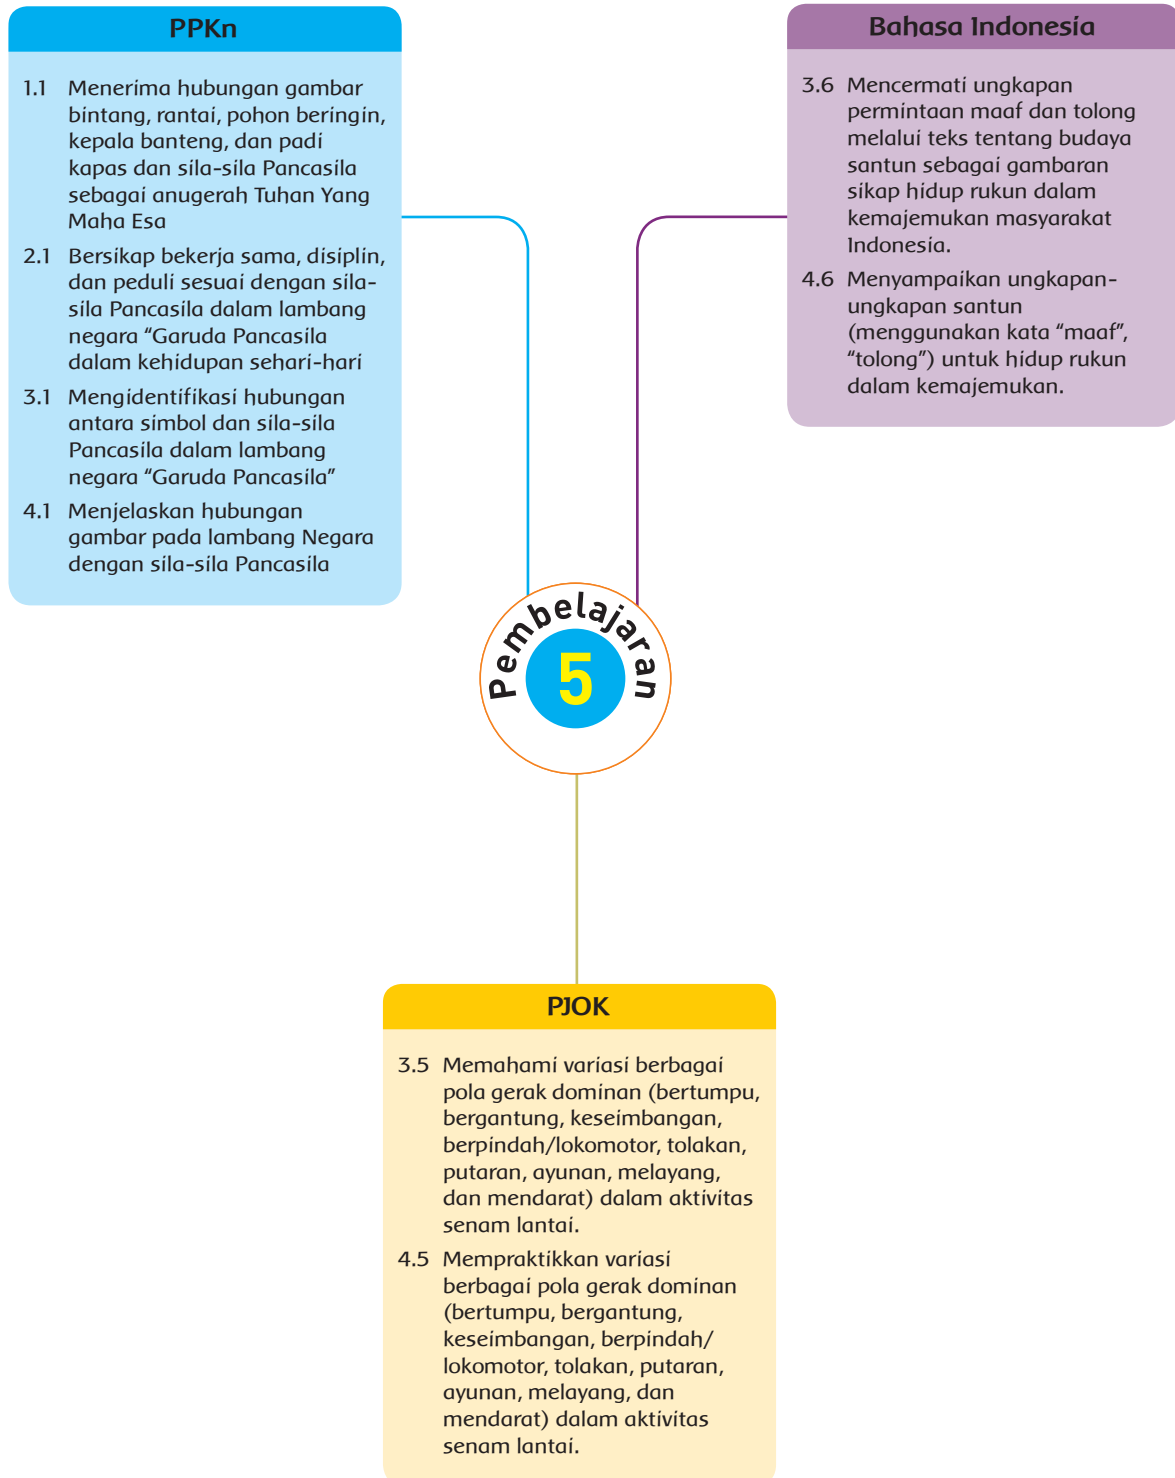 PPKn
1.1 Menerima hubungan gambar
bintang, rantai, pohon beringin,
kepala banteng, dan padi
kapas dan sila-sila Pancasila
sebagai anugerah Tuhan Yang
Maha Esa
2.1 Bersikap bekerja sama, disiplin,
dan peduli sesuai dengan sila-
sila Pancasila dalam lambang
negara “Garuda Pancasila
dalam kehidupan sehari-hari
3.1 Mengidentifikasi hubungan
antara simbol dan sila-sila
Pancasila dalam lambang
negara “Garuda Pancasila”
4.1 Menjelaskan hubungan
gambar pada lambang Negara
dengan sila-sila Pancasila
Bahasa Indonesia
3.6 Mencermati ungkapan
permintaan maaf dan tolong
melalui teks tentang budaya
santun sebagai gambaran
sikap hidup rukun dalam
kemajemukan masyarakat
Indonesia.
4.6 Menyampaikan ungkapan-
ungkapan santun
(menggunakan kata “maaf”,
“tolong”) untuk hidup rukun
dalam kemajemukan.
Pembelajaran
5
PJOK
3.5 Memahami variasi berbagai
pola gerak dominan (bertumpu,
bergantung, keseimbangan,
berpindah/lokomotor, tolakan,
putaran, ayunan, melayang,
dan mendarat) dalam aktivitas
senam lantai.
4.5 Mempraktikkan variasi
berbagai pola gerak dominan
(bertumpu, bergantung,
keseimbangan, berpindah/
lokomotor, tolakan, putaran,
ayunan, melayang, dan
mendarat) dalam aktivitas
senam lantai.